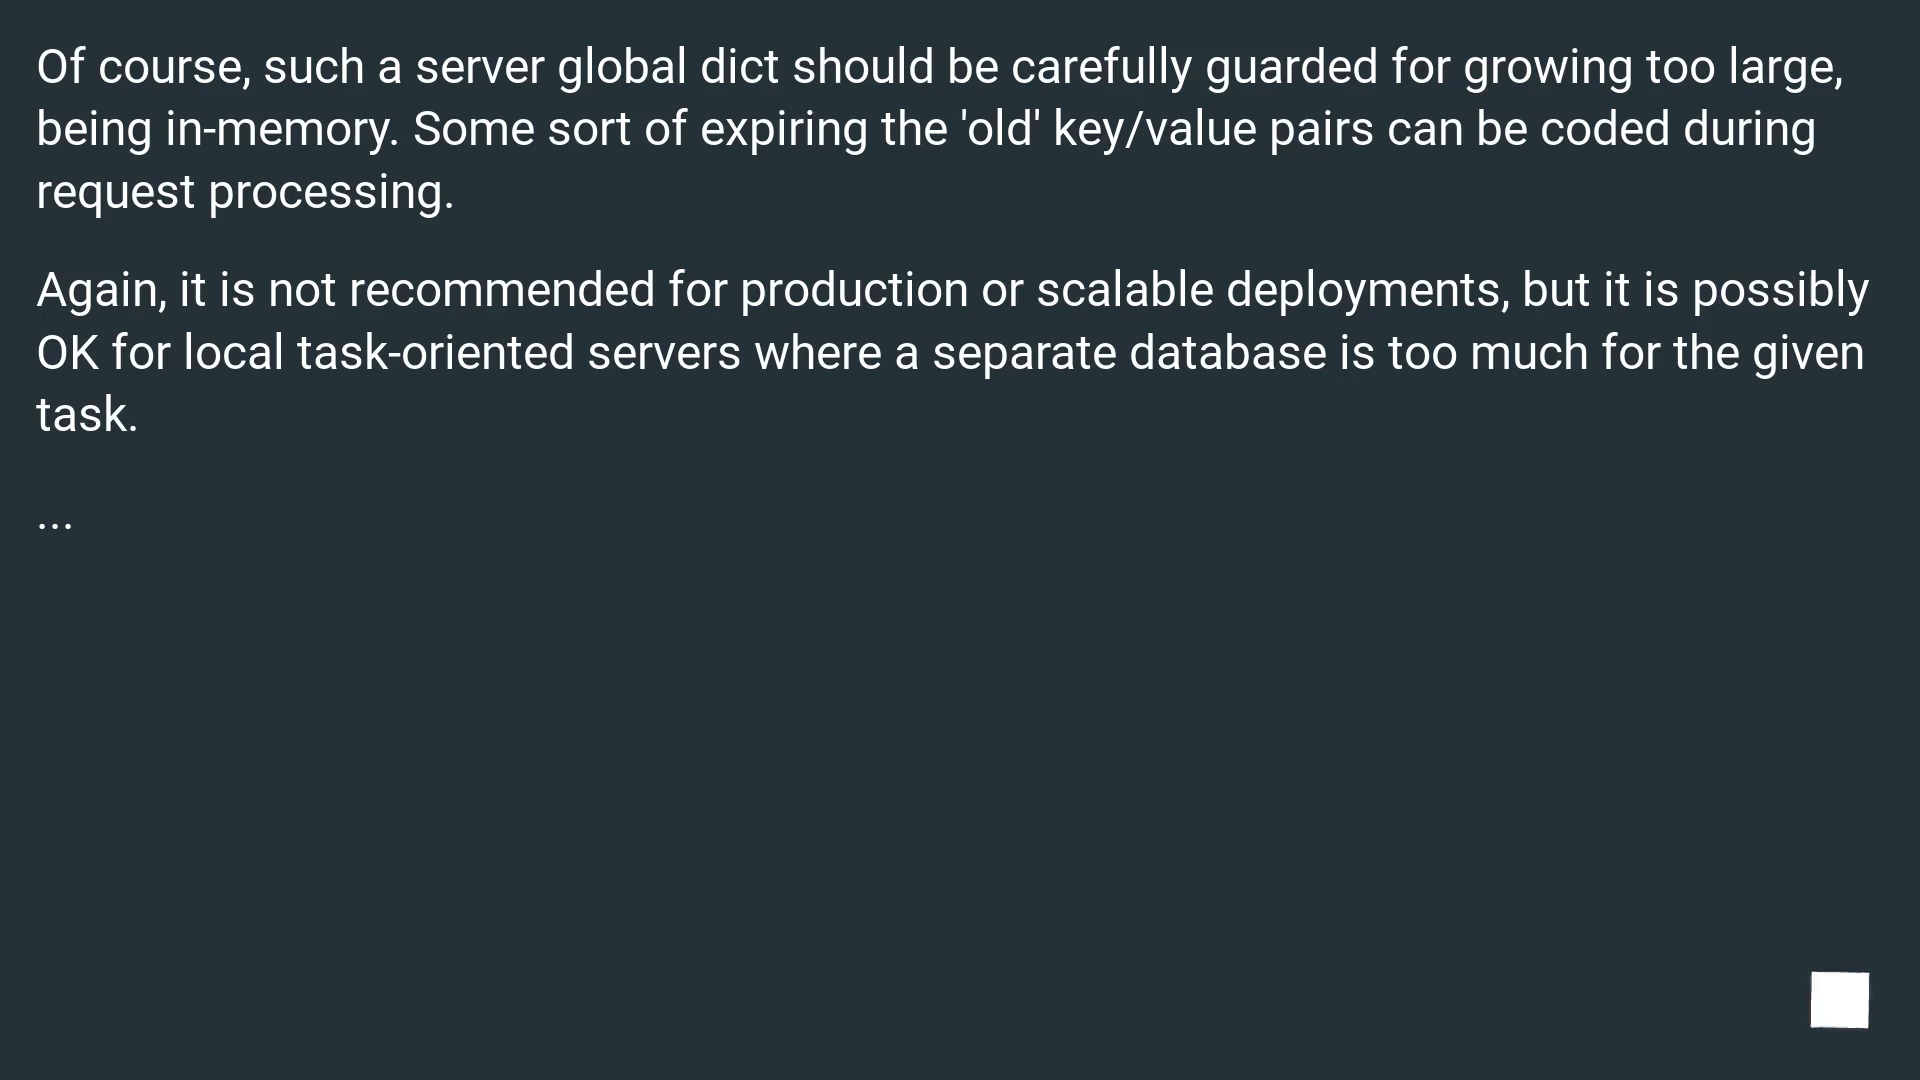 Of course, such a server global dict should be carefully guarded for growing too large,
being in-memory. Some sort of expiring the 'old' key/value pairs can be coded during
request processing.
Again, it is not recommended for production or scalable deployments, but it is possibly
OK for local task-oriented servers where a separate database is too much for the given
task.
...